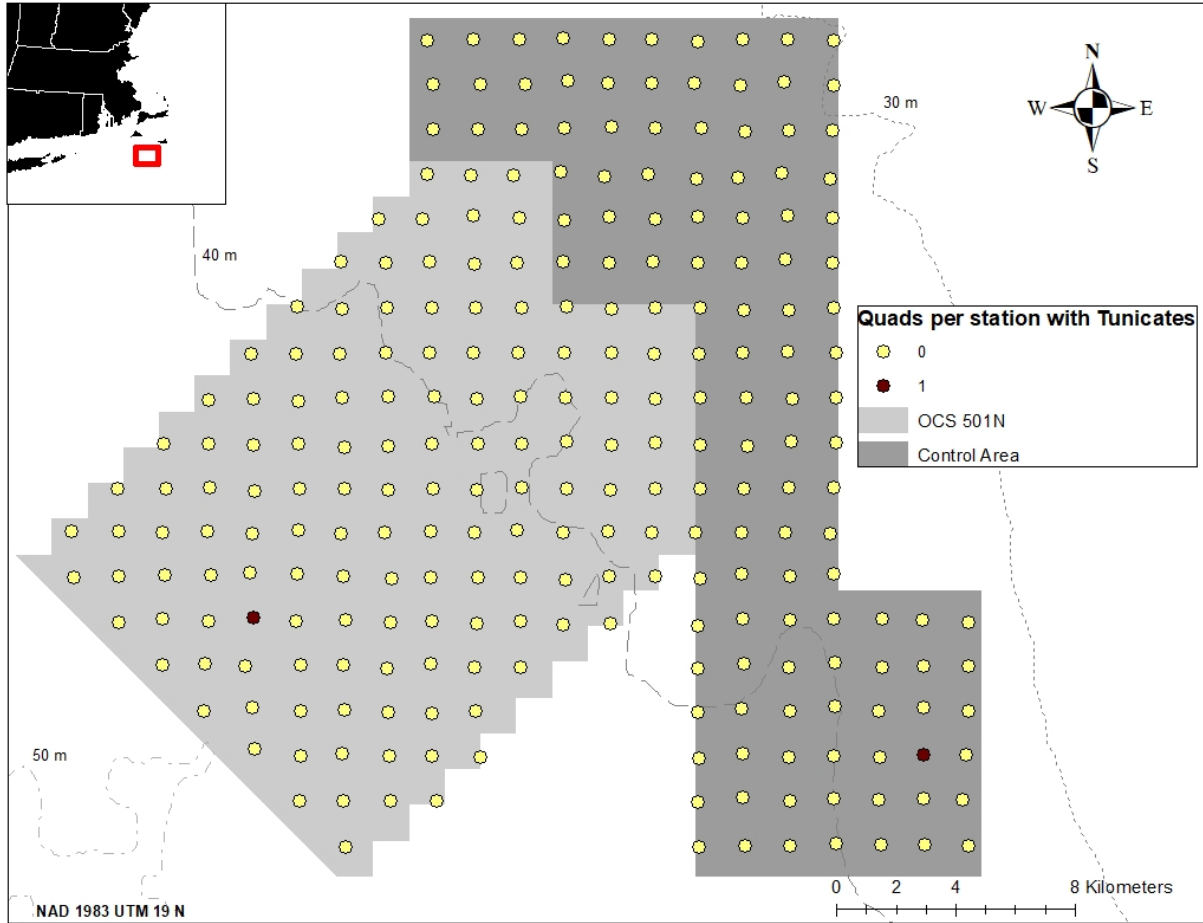 N
W E
S
30 m
40 m
Quads per station with Tunicates
0
1
OCS 501N
Control Area
50 m
0 2 4 8 Kilometers
NAD 1983 UTM 19 N